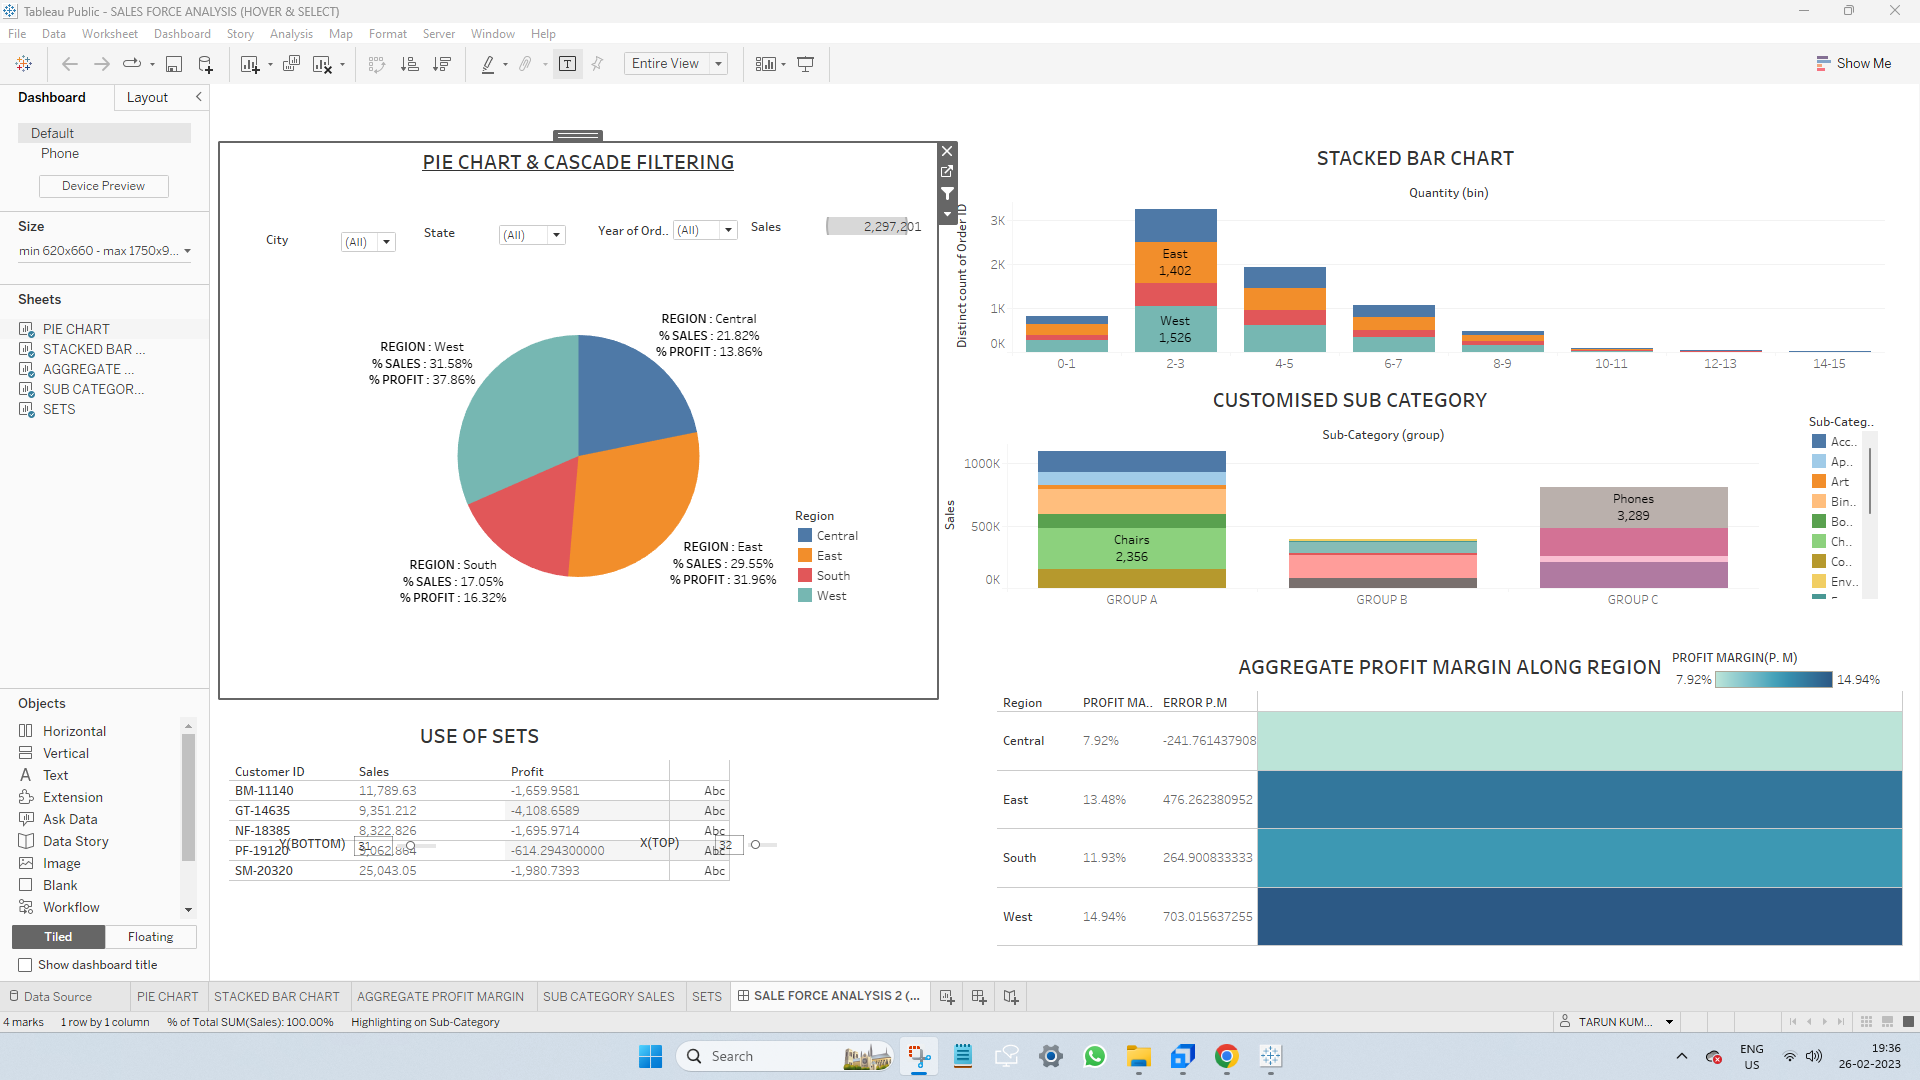 Tableau Public - SALES FORCE ANALYSIS (HOVER & SELECT)
File Data Worksheet Dashboard Story Analysis Map Format Server Window Help
Entire View
Show Me
Dashboard Layout
Default
Phone
Device Preview
Size
min 620x660 - max 1750x9...
Sheets
PIE CHART
STACKED BAR ...
AGGREGATE ...
SUB CATEGOR...
SETS
Objects
Horizontal
Vertical
Text
Extension
Ask Data
Data Story
Image
Blank
Workflow
Tiled Floating
Show dashboard title
PIE CHART & CASCADE FILTERING
City (All) State (All) Year of Ord.. (All) Sales 2,297,201
REGION : Central
% SALES : 21.82%
% PROFIT : 13.86%
REGION : West
% SALES : 31.58%
% PROFIT : 37.86%
REGION : South
% SALES : 17.05%
% PROFIT : 16.32%
REGION : East
% SALES : 29.55%
% PROFIT : 31.96%
Region
Central
East
South
West
USE OF SETS
Customer ID Sales Profit
BM-11140 11,789.63 -1,659.9581 Abc
GT-14635 9,351.212 -4,108.6589 Abc
NF-18385 8,322.826 -1,695.9714 Abc
Y(BOTTOM) 31 X(TOP) 32
PF-19120 9,062.864 -614.294300000 Abc
SM-20320 25,043.05 -1,980.7393 Abc
STACKED BAR CHART
Quantity (bin)
Distinct count of Order ID
3K
2K
1K
0K
East
1,402
West
1,526
0-1 2-3 4-5 6-7 8-9 10-11 12-13 14-15
CUSTOMISED SUB CATEGORY
Sub-Category (group)
Sales
1000K
500K
0K
Chairs
2,356
Phones
3,289
GROUP A GROUP B GROUP C
Sub-Categ..
Acc..
Ap..
Art
Bin..
Bo..
Ch..
Co..
Env..
AGGREGATE PROFIT MARGIN ALONG REGION
PROFIT MARGIN(P. M)
7.92% 14.94%
Region PROFIT MA.. ERROR P.M
Central 7.92% -241.761437908
East 13.48% 476.262380952
South 11.93% 264.900833333
West 14.94% 703.015637255
Data Source PIE CHART STACKED BAR CHART AGGREGATE PROFIT MARGIN SUB CATEGORY SALES SETS SALE FORCE ANALYSIS 2 (...
4 marks 1 row by 1 column % of Total SUM(Sales): 100.00% Highlighting on Sub-Category TARUN KUM...
Search
ENG
US
19:36
26-02-2023